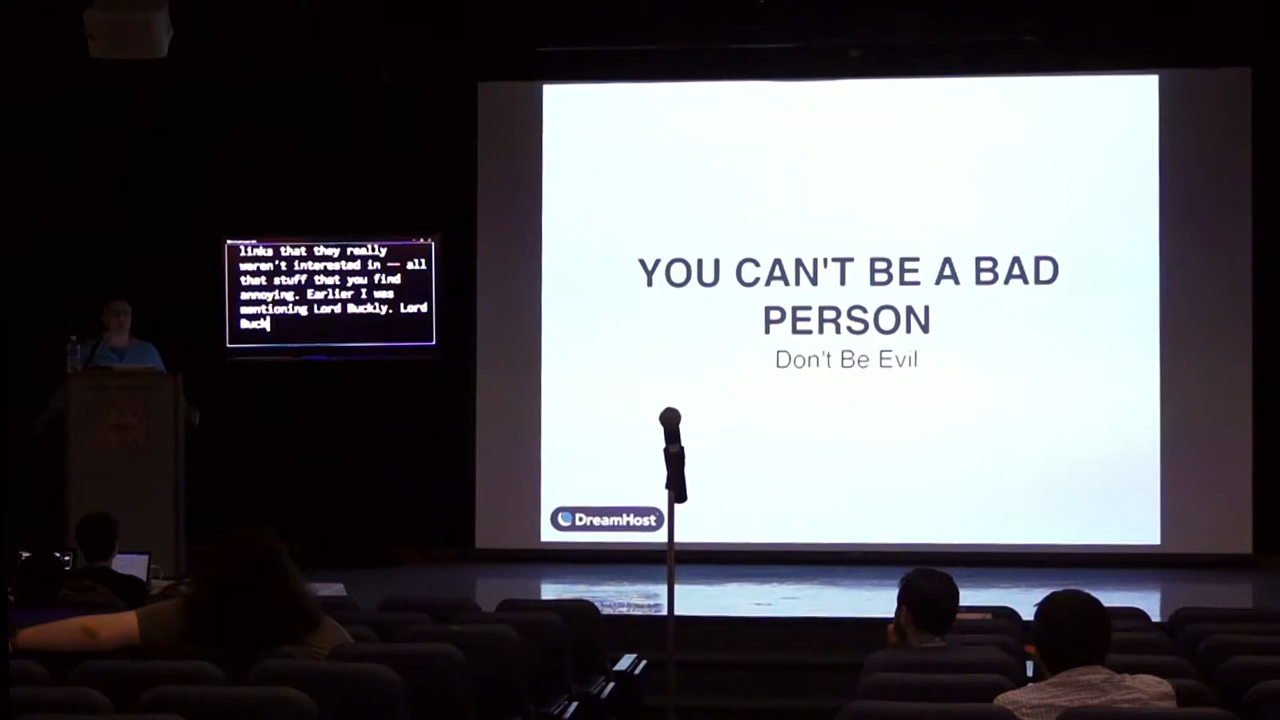 links that they really
weren't interested in -- all
that stuff that you find
annoying. Earlier I was
mentioning Lord Buckly. Lord
Buck
YOU CAN'T BE A BAD
PERSON
Don't Be Evil
DreamHost